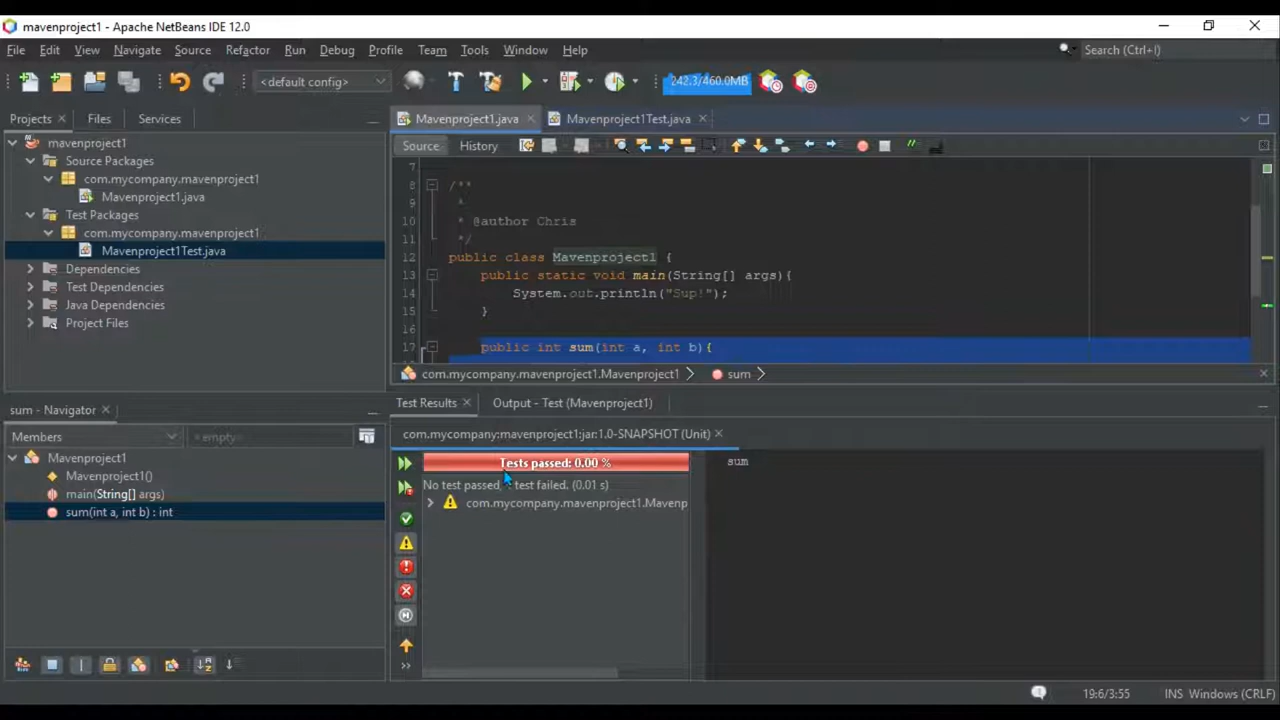 mavenproject1 - Apache NetBeans IDE 12.0
File Edit View Navigate Source Refactor Run Debug Profile Team Tools Window Help
Search (Ctrl+I)
<default config>
242.3/460.0MB
Projects Files Services
Mavenproject1.java Mavenproject1Test.java
Source History
mavenproject1
Source Packages
com.mycompany.mavenproject1
Mavenproject1.java
Test Packages
com.mycompany.mavenproject1
Mavenproject1Test.java
Dependencies
Test Dependencies
Java Dependencies
Project Files
7
8 /**
9 *
10 * @author Chris
11 */
12 public class Mavenproject1 {
13 public static void main(String[] args){
14 System.out.println("Sup!");
15 }
16
17 public int sum(int a, int b){
com.mycompany.mavenproject1.Mavenproject1 sum
sum - Navigator
Members <empty>
Mavenproject1
Mavenproject1()
main(String[] args)
sum(int a, int b) : int
Test Results Output - Test (Mavenproject1)
com.mycompany:mavenproject1:jar:1.0-SNAPSHOT (Unit)
Tests passed: 0.00 %
No test passed, test failed. (0.01 s)
com.mycompany.mavenproject1.Mavenp
sum
19:6/3:55 INS Windows (CRLF)